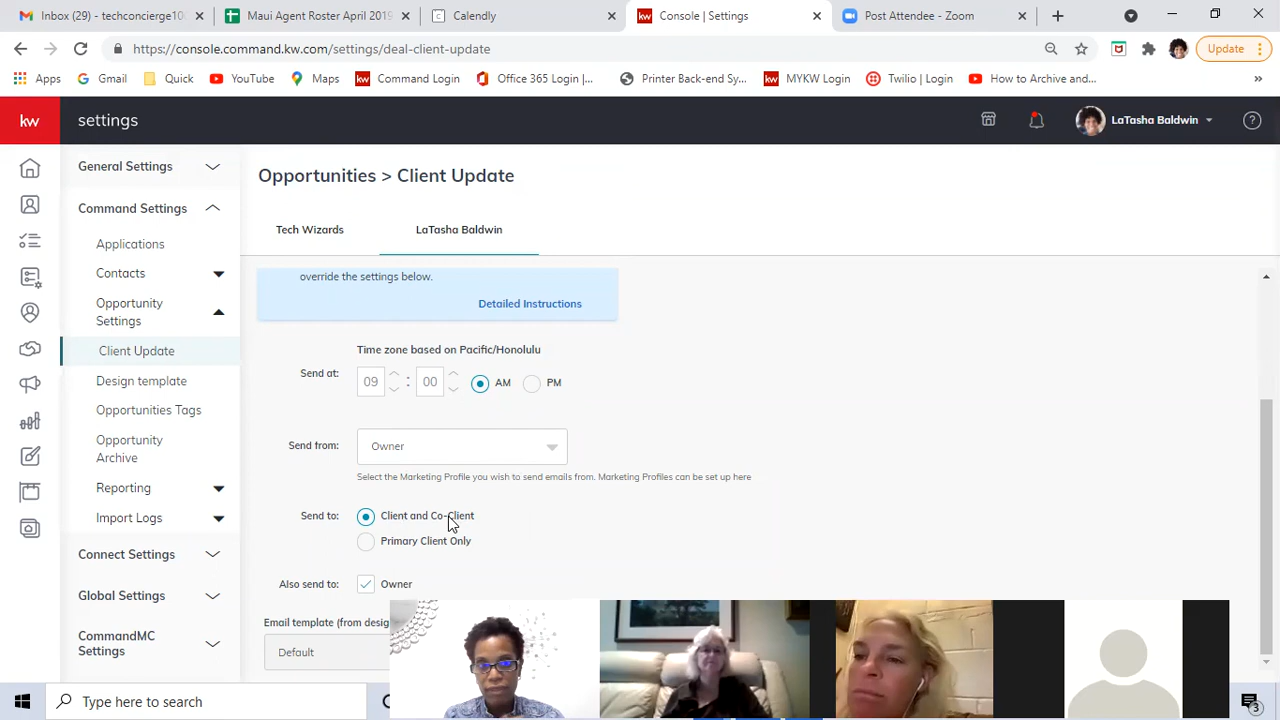 Inbox (29) - techconcierge100
Maui Agent Roster April 2019
Calendly
Console | Settings
Post Attendee - Zoom
https://console.command.kw.com/settings/deal-client-update
Update
Apps
Gmail
Quick
YouTube
Maps
Command Login
Office 365 Login |...
Printer Back-end Sy...
MYKW Login
Twilio | Login
How to Archive and...
»
kw
settings
LaTasha Baldwin
General Settings
Command Settings
Applications
Contacts
Opportunity
Settings
Client Update
Design template
Opportunities Tags
Opportunity
Archive
Reporting
Import Logs
Connect Settings
Global Settings
CommandMC
Settings
Opportunities > Client Update
Tech Wizards
LaTasha Baldwin
override the settings below.
Detailed Instructions
Time zone based on Pacific/Honolulu
Send at:
09 : 00 AM PM
Send from:
Owner
Select the Marketing Profile you wish to send emails from. Marketing Profiles can be set up here
Send to:
Client and Co-Client
Primary Client Only
Also send to:
Owner
Email template (from desig
Default
Type here to search
3